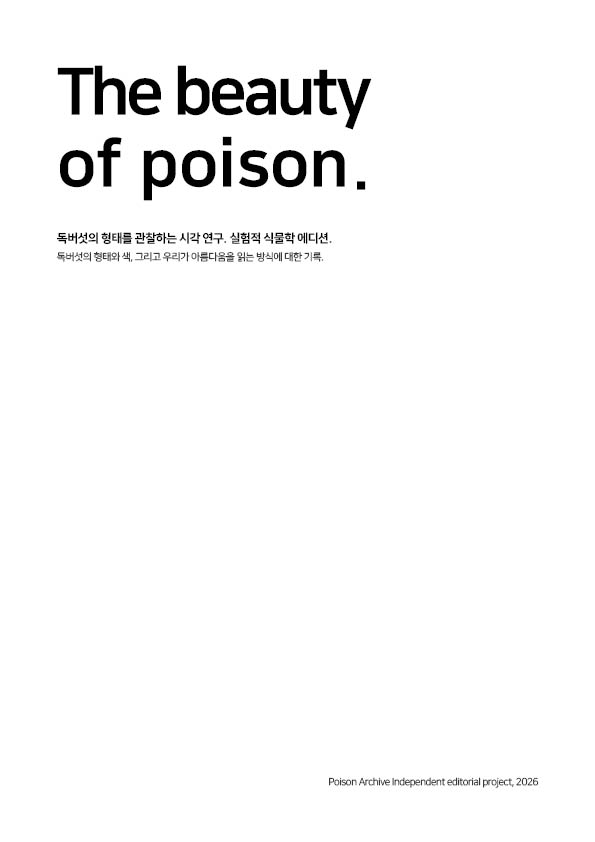 The beauty
of poison.
독버섯의 형태를 관찰하는 시각 연구. 실험적 식물학 에디션.
독버섯의 형태와 색, 그리고 우리가 아름다움을 읽는 방식에 대한 기록.
Poison Archive Independent editorial project, 2026